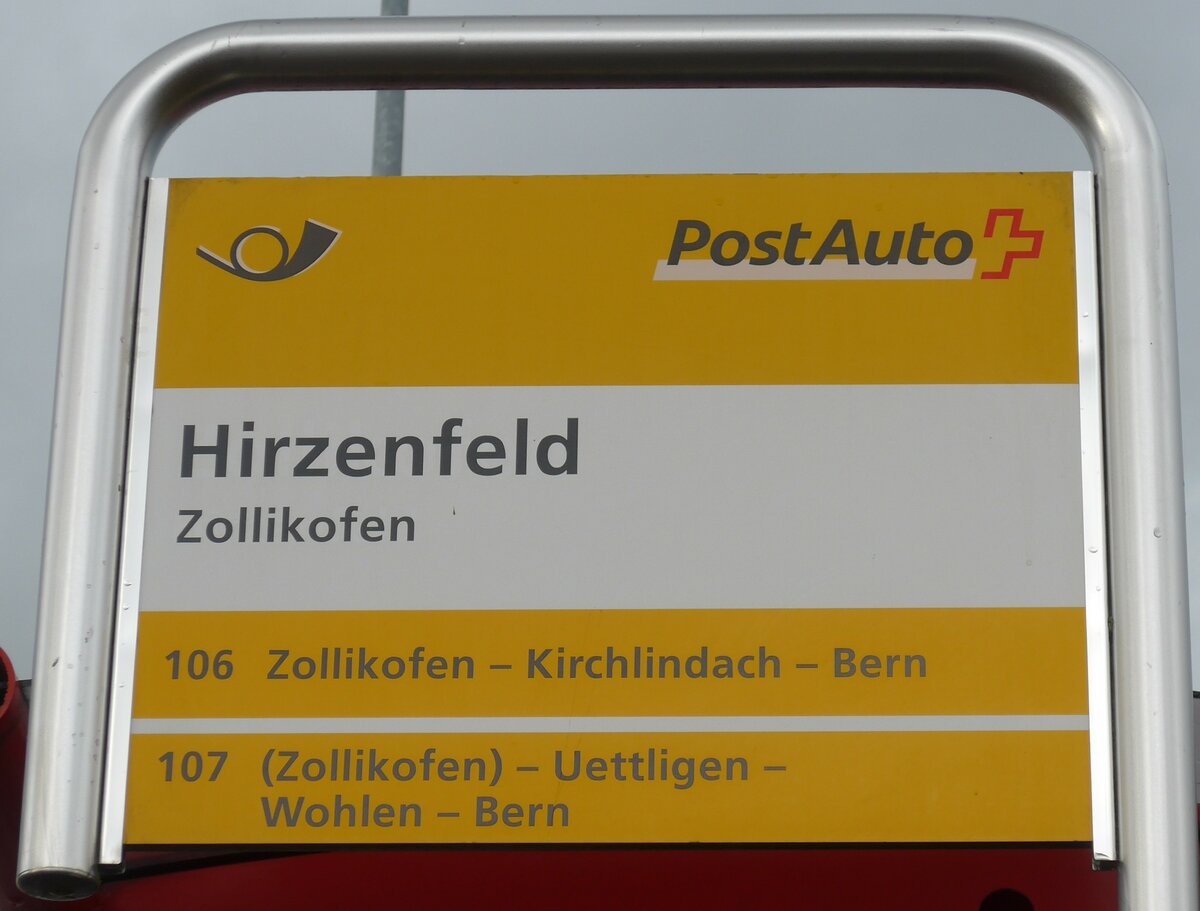 PostAuto
Hirzenfeld
Zollikofen
106 Zollikofen – Kirchlindach – Bern
107 (Zollikofen) – Uettligen –
Wohlen – Bern